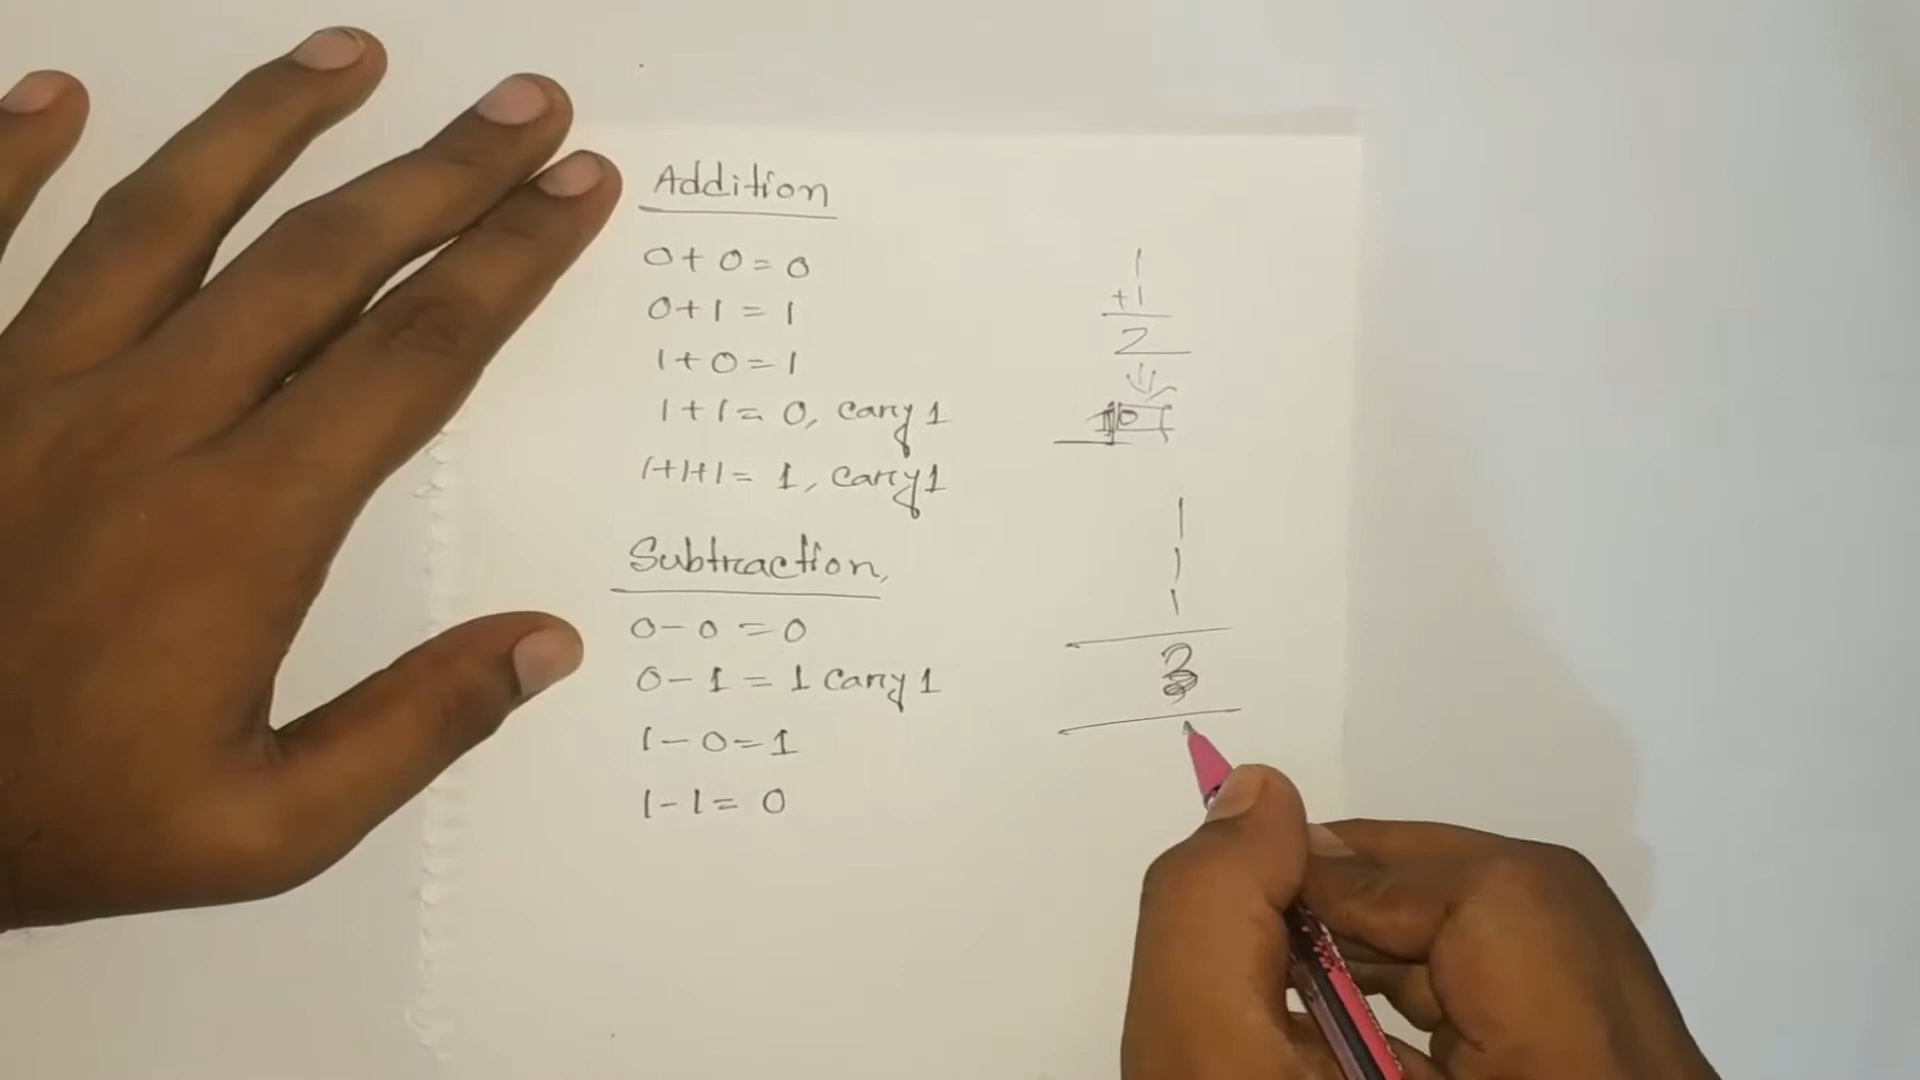 Addition
0+0=0
0+1=1
1+0=1
1+1=0, carry 1
1+1+1=1, carry 1
Subtraction,
0-0=0
0-1=1 carry 1
1-0=1
1-1=0
1
+1
2
10
1
1
1
3